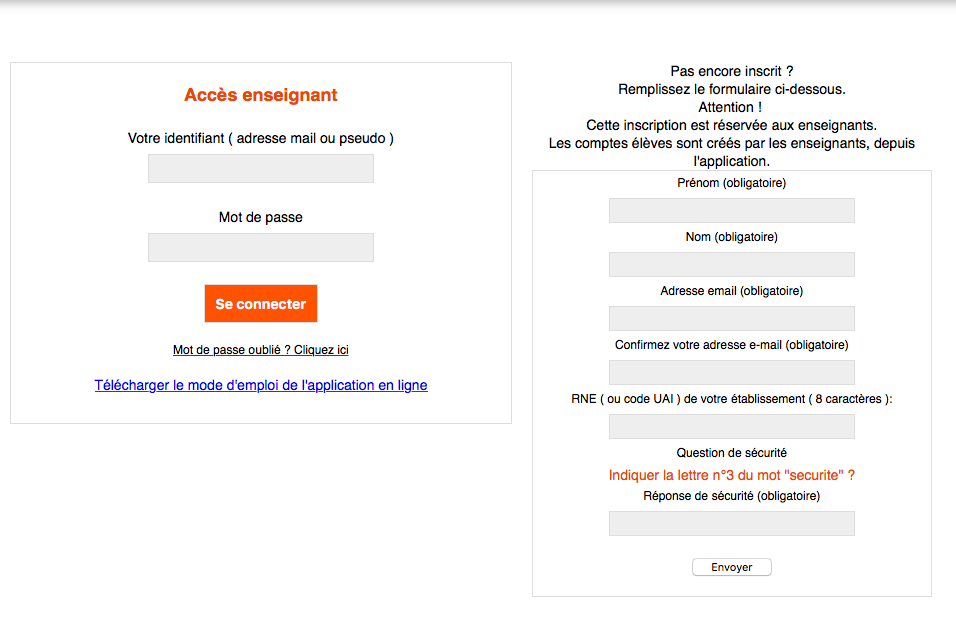 Accès enseignant
Votre identifiant ( adresse mail ou pseudo )
Mot de passe
Se connecter
Mot de passe oublié ? Cliquez ici
Télécharger le mode d'emploi de l'application en ligne
Pas encore inscrit ?
Remplissez le formulaire ci-dessous.
Attention !
Cette inscription est réservée aux enseignants.
Les comptes élèves sont créés par les enseignants, depuis
l'application.
Prénom (obligatoire)
Nom (obligatoire)
Adresse email (obligatoire)
Confirmez votre adresse e-mail (obligatoire)
RNE ( ou code UAI ) de votre établissement ( 8 caractères ):
Question de sécurité
Indiquer la lettre n°3 du mot "securite" ?
Réponse de sécurité (obligatoire)
Envoyer